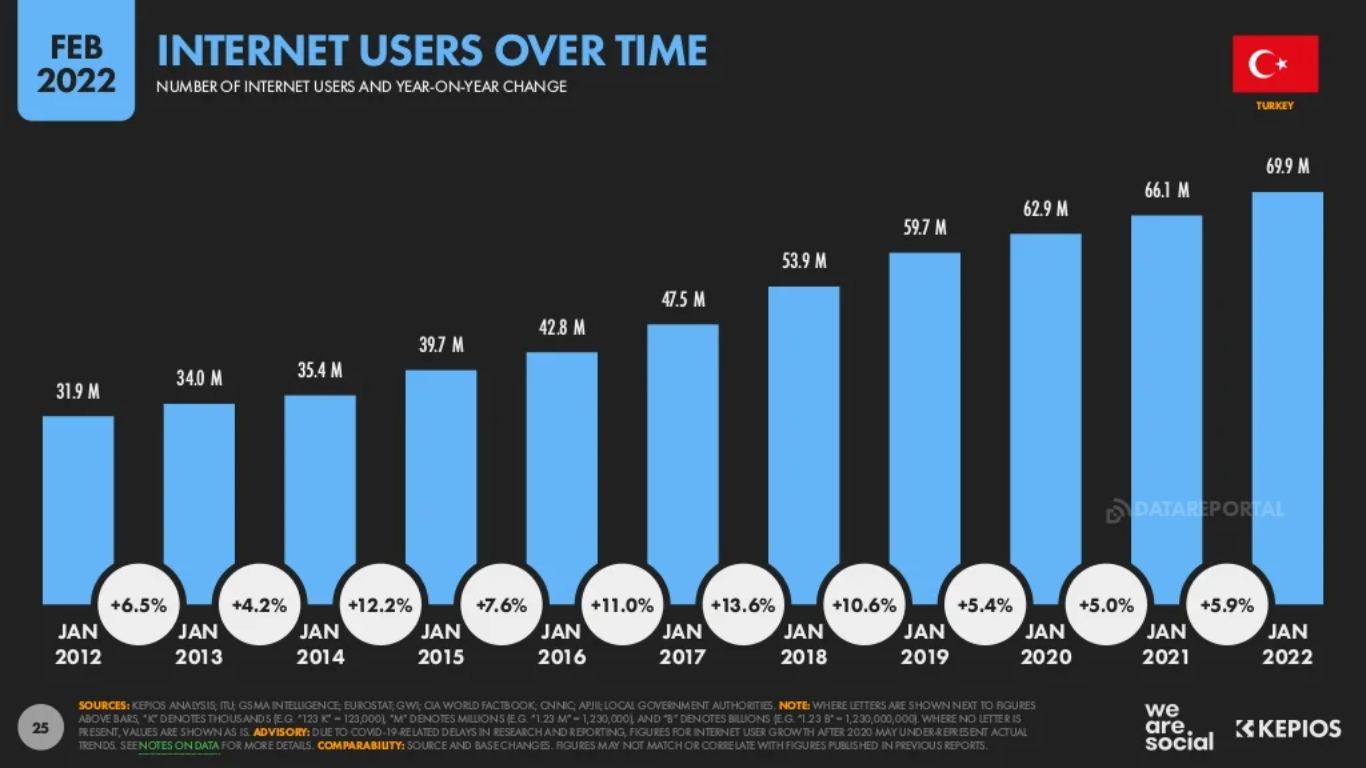 FEB
2022
INTERNET USERS OVER TIME
NUMBER OF INTERNET USERS AND YEAR-ON-YEAR CHANGE
TURKEY
31.9 M
34.0 M
35.4 M
39.7 M
42.8 M
47.5 M
53.9 M
59.7 M
62.9 M
66.1 M
69.9 M
DATAREPORTAL
+6.5%
+4.2%
+12.2%
+7.6%
+11.0%
+13.6%
+10.6%
+5.4%
+5.0%
+5.9%
JAN
2012
JAN
2013
JAN
2014
JAN
2015
JAN
2016
JAN
2017
JAN
2018
JAN
2019
JAN
2020
JAN
2021
JAN
2022
25
SOURCES: KEPIOS ANALYSIS; ITU; GSMA INTELLIGENCE; EUROSTAT; GWI; CIA WORLD FACTBOOK; CNNIC; APJII; LOCAL GOVERNMENT AUTHORITIES. NOTE: WHERE LETTERS ARE SHOWN NEXT TO FIGURES
ABOVE BARS, "K" DENOTES THOUSANDS (E.G. "123 K" = 123,000), "M" DENOTES MILLIONS (E.G. "1.23 M" = 1,230,000), AND "B" DENOTES BILLIONS (E.G. "1.23 B" = 1,230,000,000). WHERE NO LETTER IS
PRESENT, VALUES ARE SHOWN AS IS. ADVISORY: DUE TO COVID-19-RELATED DELAYS IN RESEARCH AND REPORTING, FIGURES FOR INTERNET USER GROWTH AFTER 2020 MAY UNDER-REPRESENT ACTUAL
TRENDS. SEE NOTES ON DATA FOR MORE DETAILS. COMPARABILITY: SOURCE AND BASE CHANGES. FIGURES MAY NOT MATCH OR CORRELATE WITH FIGURES PUBLISHED IN PREVIOUS REPORTS.
we
are
social
KEPIOS